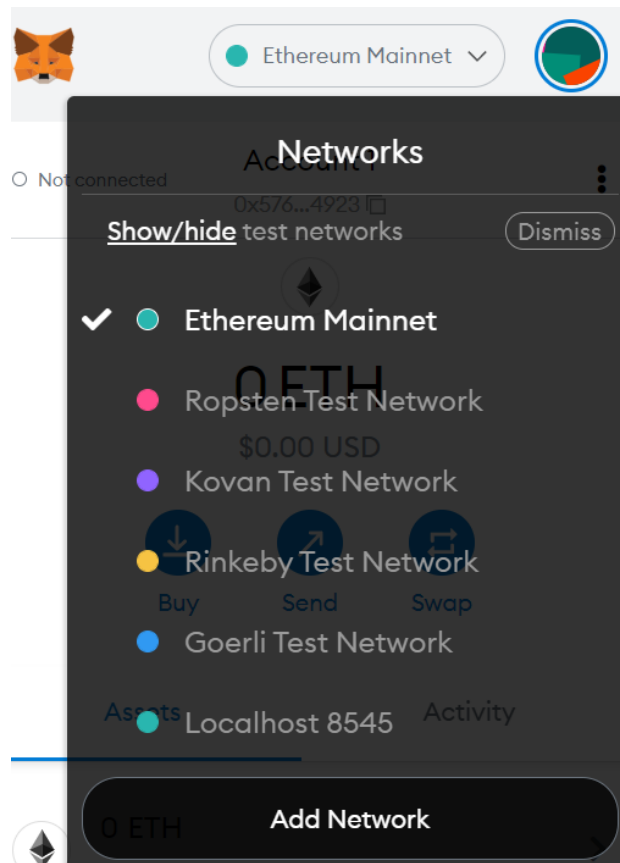 Ethereum Mainnet
Networks
Account 1
Not connected
0x576...4923
Show/hide test networks
Dismiss
Ethereum Mainnet
0 ETH
Ropsten Test Network
$0.00 USD
Kovan Test Network
Rinkeby Test Network
Buy Send Swap
Goerli Test Network
Assets Activity
Localhost 8545
0 ETH
Add Network